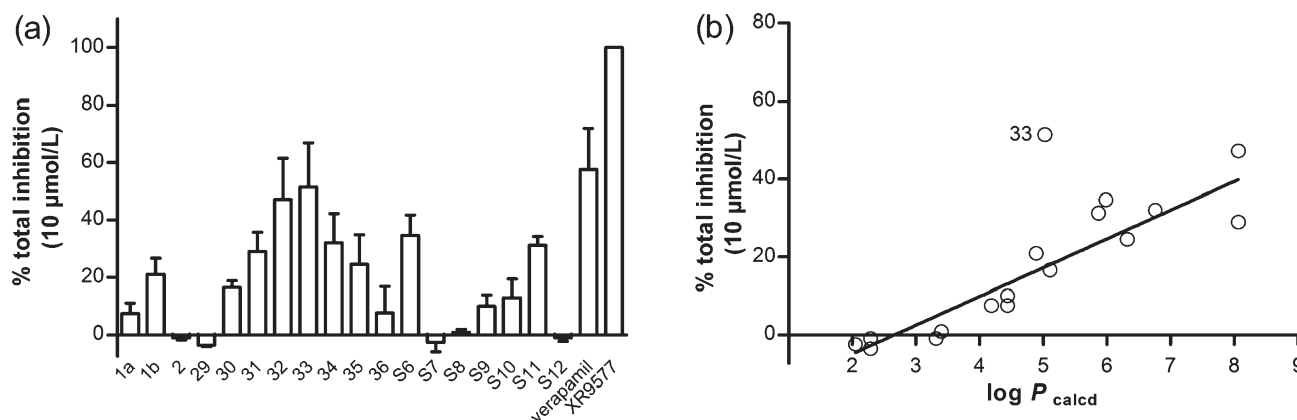 (a)
% total inhibition
(10 µmol/L)
100
80
60
40
20
0
1a
1b
2
29
30
31
32
33
34
35
36
S6
S7
S8
S9
S10
S11
S12
verapamil
XR9577
(b)
% total inhibition
(10 µmol/L)
80
60
40
20
0
33
2 3 4 5 6 7 8 9
log P calcd